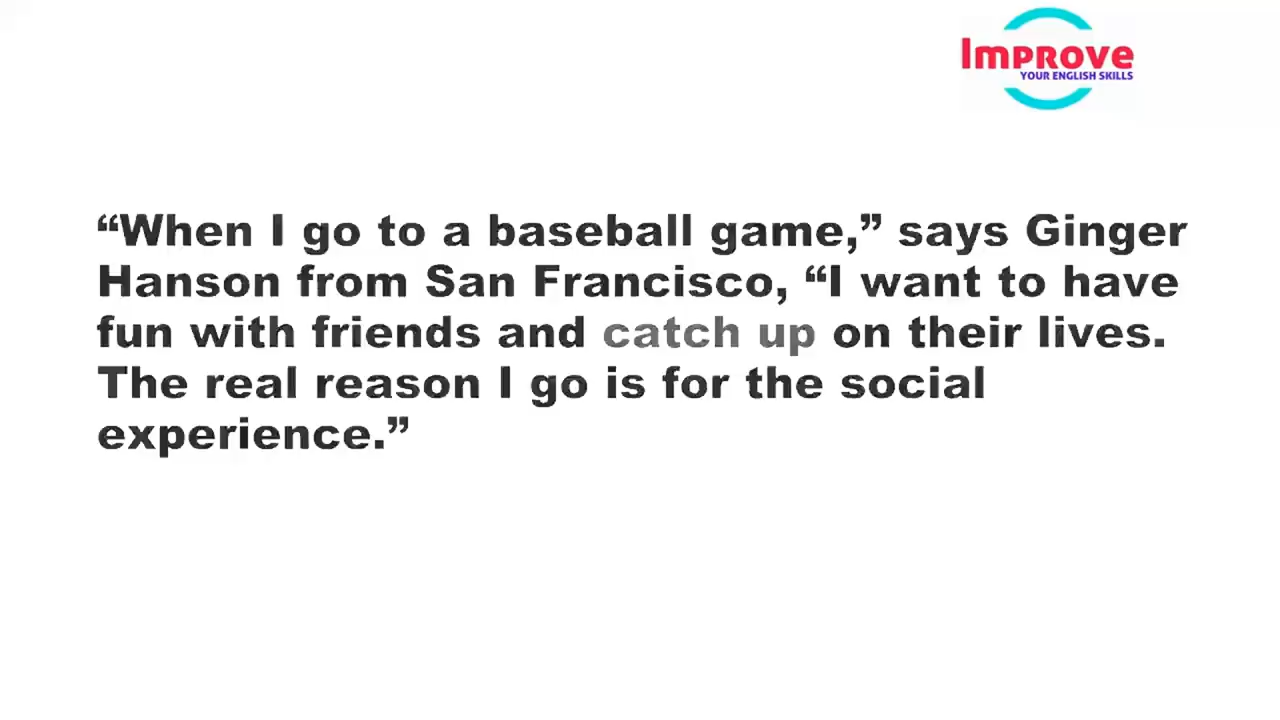 Improve
YOUR ENGLISH SKILLS
“When I go to a baseball game,” says Ginger
Hanson from San Francisco, “I want to have
fun with friends and catch up on their lives.
The real reason I go is for the social
experience.”